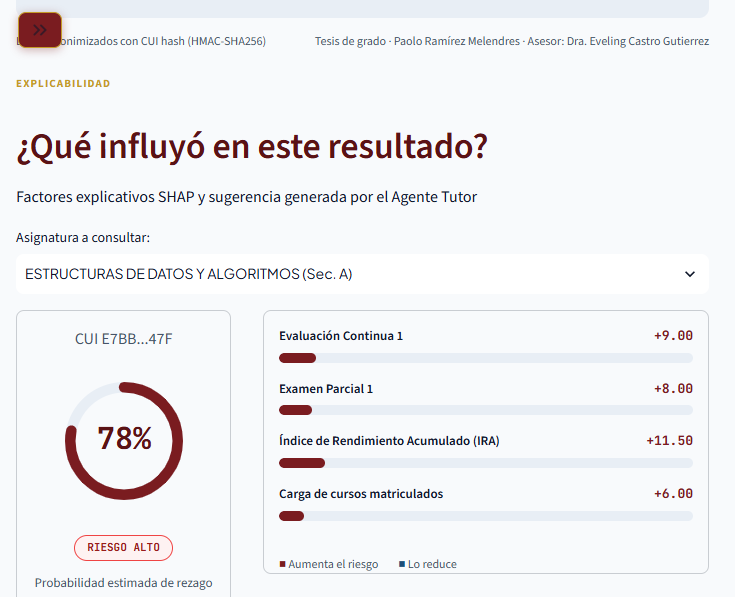 »
onimizados con CUI hash (HMAC-SHA256)
Tesis de grado · Paolo Ramírez Melendres · Asesor: Dra. Eveling Castro Gutierrez
EXPLICABILIDAD
¿Qué influyó en este resultado?
Factores explicativos SHAP y sugerencia generada por el Agente Tutor
Asignatura a consultar:
ESTRUCTURAS DE DATOS Y ALGORITMOS (Sec. A)
CUI E7BB...47F
78%
RIESGO ALTO
Probabilidad estimada de rezago
Evaluación Continua 1 +9.00
Examen Parcial 1 +8.00
Índice de Rendimiento Acumulado (IRA) +11.50
Carga de cursos matriculados +6.00
Aumenta el riesgo Lo reduce